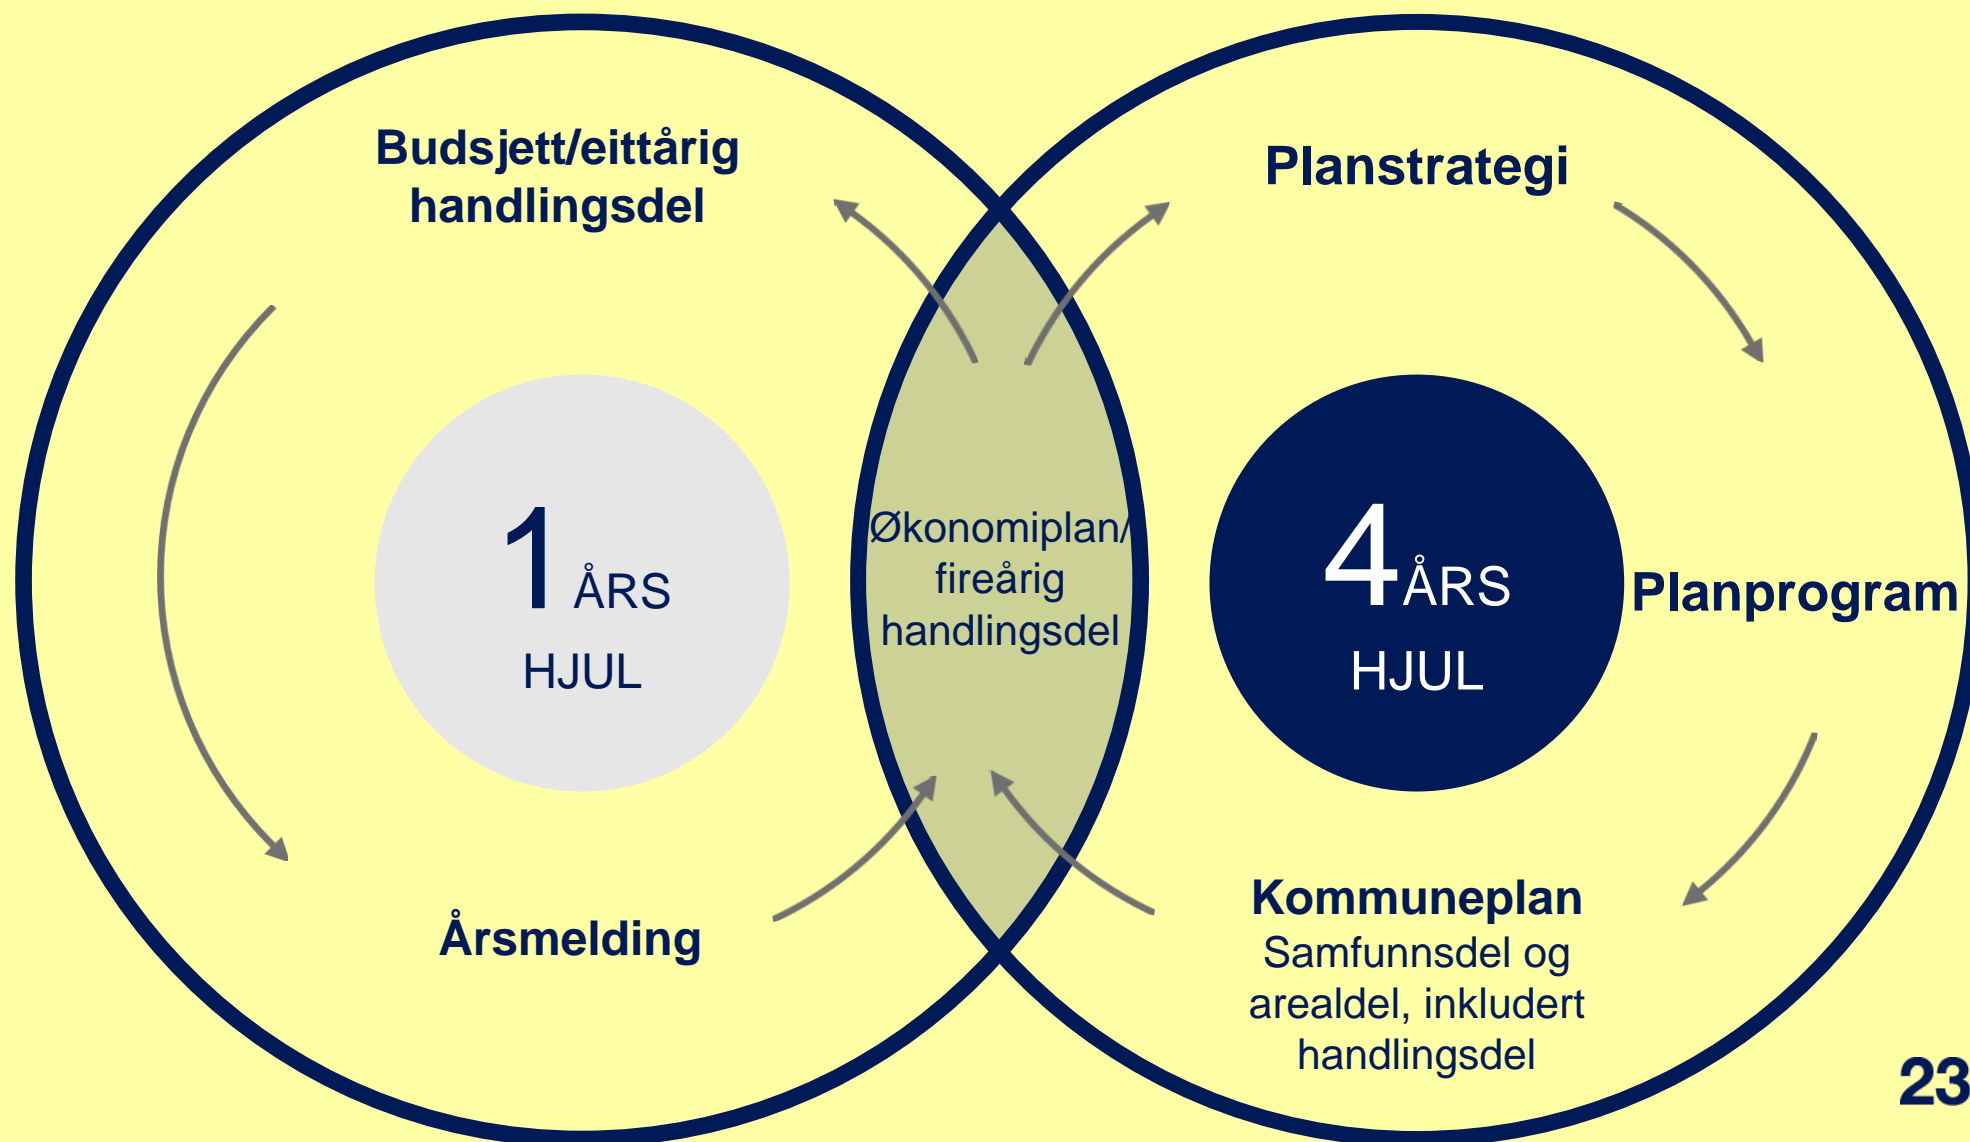 Budsjett/eittårig
handlingsdel
1 ÅRS
HJUL
Årsmelding
Økonomiplan/
fireårig
handlingsdel
Planstrategi
4 ÅRS
HJUL
Planprogram
Kommuneplan
Samfunnsdel og
arealdel, inkludert
handlingsdel
23